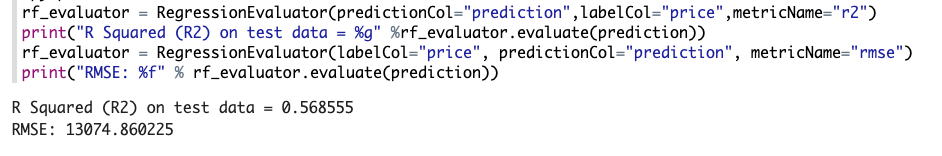 rf_evaluator = RegressionEvaluator(predictionCol="prediction",labelCol="price",metricName="r2")
print("R Squared (R2) on test data = %g" %rf_evaluator.evaluate(prediction))
rf_evaluator = RegressionEvaluator(labelCol="price", predictionCol="prediction", metricName="rmse")
print("RMSE: %f" % rf_evaluator.evaluate(prediction))
R Squared (R2) on test data = 0.568555
RMSE: 13074.860225